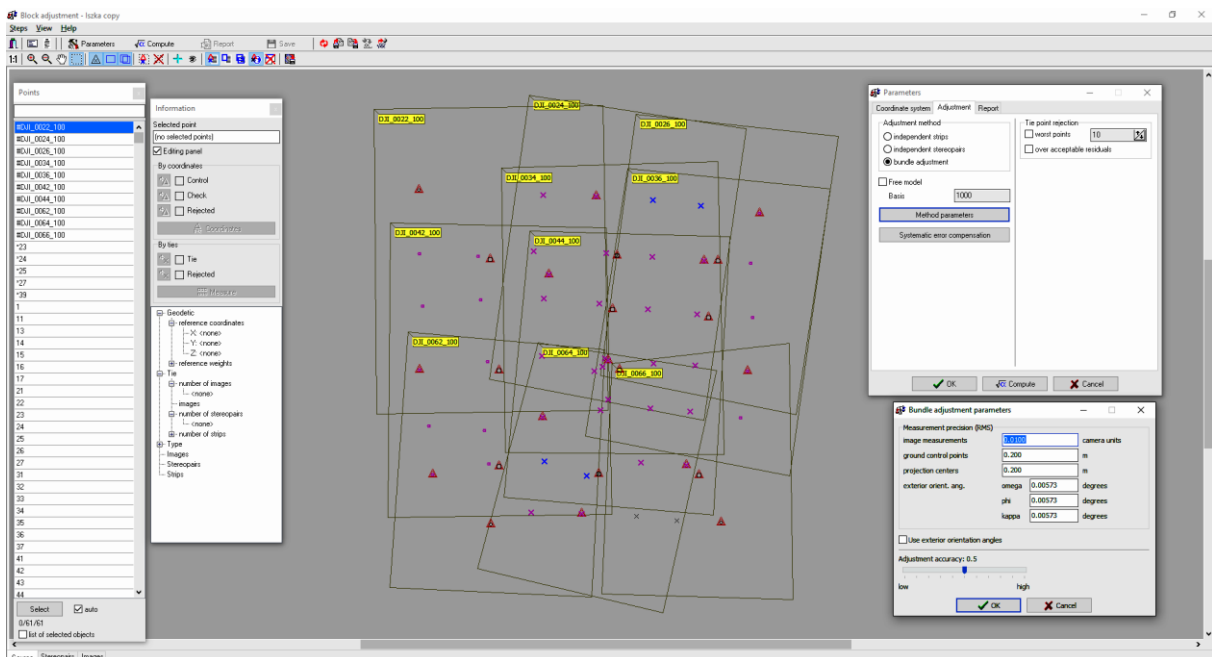 Block adjustment - Iszka copy
Steps View Help
Parameters Compute Report Save
1:1
Points
#DJI_0022_100
#DJI_0024_100
#DJI_0026_100
#DJI_0034_100
#DJI_0036_100
#DJI_0042_100
#DJI_0044_100
#DJI_0062_100
#DJI_0064_100
#DJI_0066_100
*23
*24
*25
*27
*39
1
11
13
14
15
16
17
21
22
23
24
25
26
27
31
32
33
34
35
36
37
41
42
43
44
Select auto
0/61/61
list of selected objects
Information
Selected point
(no selected points)
Editing panel
By coordinates
Control
Check
Rejected
Coordinates
By ties
Tie
Rejected
Measure
Geodetic
reference coordinates
X: <none>
Y: <none>
Z: <none>
reference weights
Tie
number of images
<none>
images
number of stereopairs
<none>
number of strips
Type
Images
Stereopairs
Strips
DJI_0022_100
DJI_0024_100
DJI_0026_100
DJI_0034_100
DJI_0036_100
DJI_0042_100
DJI_0044_100
DJI_0062_100
DJI_0064_100
DJI_0066_100
Parameters
Coordinate system Adjustment Report
Adjustment method
independent strips
independent stereopairs
bundle adjustment
Free model
Basis 1000
Method parameters
Systematic error compensation
Tie point rejection
worst points 10
over acceptable residuals
OK Compute Cancel
Bundle adjustment parameters
Measurement precision (RMS)
image measurements 0.0100 camera units
ground control points 0.200 m
projection centers 0.200 m
exterior orient. ang. omega 0.00573 degrees
phi 0.00573 degrees
kappa 0.00573 degrees
Use exterior orientation angles
Adjustment accuracy: 0.5
low high
OK Cancel
Stereopairs Images